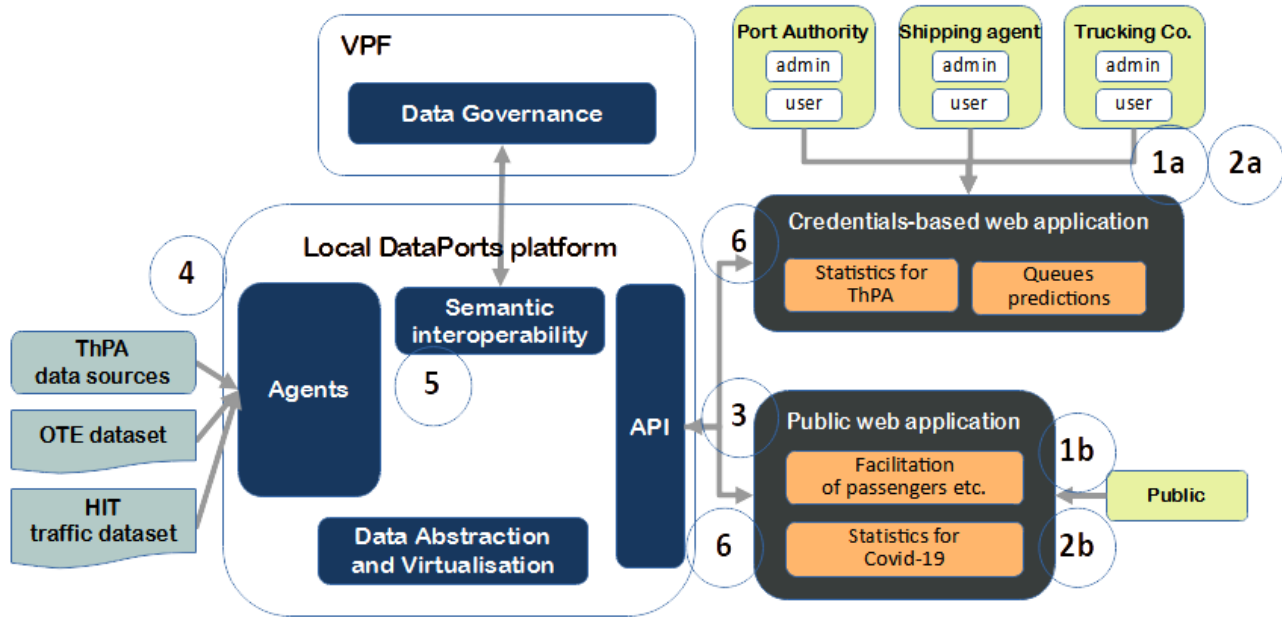 VPF
Data Governance
Port Authority
admin
user
Shipping agent
admin
user
Trucking Co.
admin
user
1a
2a
Local DataPorts platform
4
Agents
Semantic
interoperability
5
API
Data Abstraction
and Virtualisation
ThPA
data sources
OTE dataset
HIT
traffic dataset
6
Credentials-based web application
Statistics for
ThPA
Queues
predictions
3
Public web application
Facilitation
of passengers etc.
Statistics for
Covid-19
6
1b
Public
2b